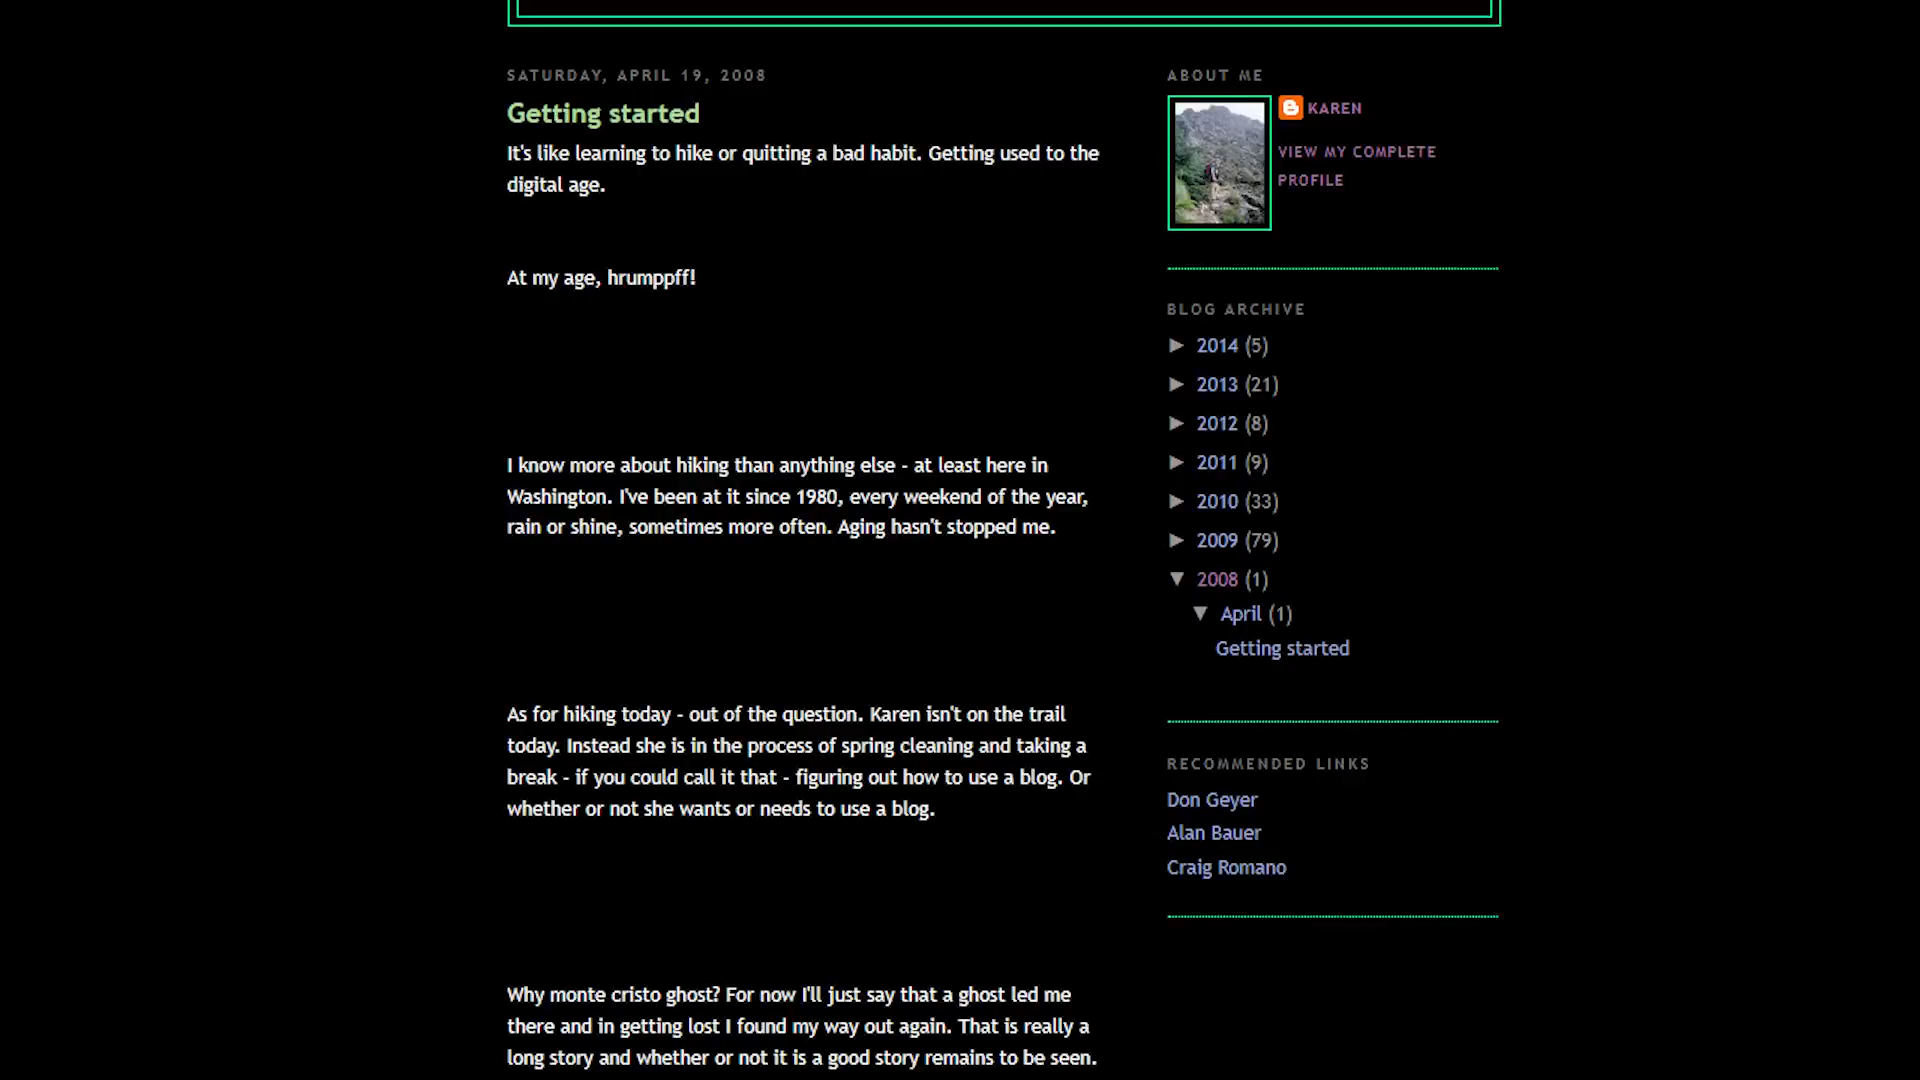 SATURDAY, APRIL 19, 2008
Getting started
It's like learning to hike or quitting a bad habit. Getting used to the
digital age.
At my age, hrumppff!
I know more about hiking than anything else - at least here in
Washington. I've been at it since 1980, every weekend of the year,
rain or shine, sometimes more often. Aging hasn't stopped me.
As for hiking today - out of the question. Karen isn't on the trail
today. Instead she is in the process of spring cleaning and taking a
break - if you could call it that - figuring out how to use a blog. Or
whether or not she wants or needs to use a blog.
Why monte cristo ghost? For now I'll just say that a ghost led me
there and in getting lost I found my way out again. That is really a
long story and whether or not it is a good story remains to be seen.
ABOUT ME
KAREN
VIEW MY COMPLETE
PROFILE
BLOG ARCHIVE
► 2014 (5)
► 2013 (21)
► 2012 (8)
► 2011 (9)
► 2010 (33)
► 2009 (79)
▼ 2008 (1)
▼ April (1)
Getting started
RECOMMENDED LINKS
Don Geyer
Alan Bauer
Craig Romano